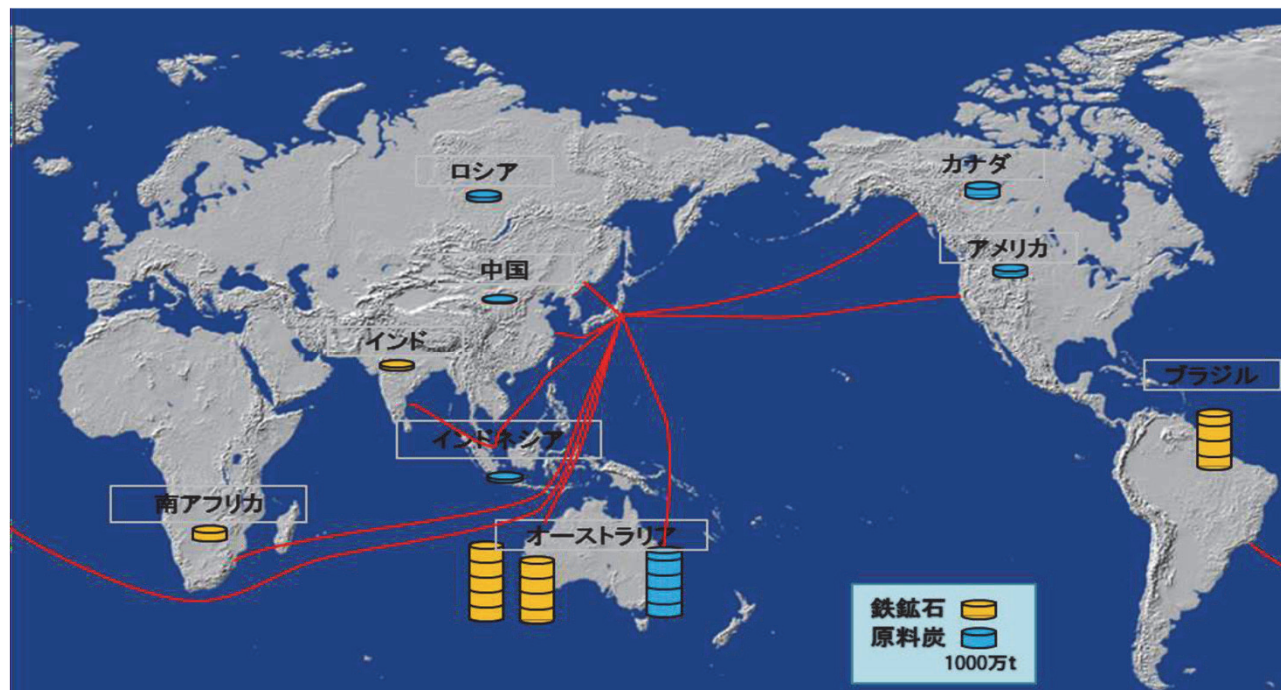 ロシア
カナダ
アメリカ
中国
インド
ブラジル
インドネシア
南アフリカ
オーストラリア
鉄鉱石
原料炭
1000万t